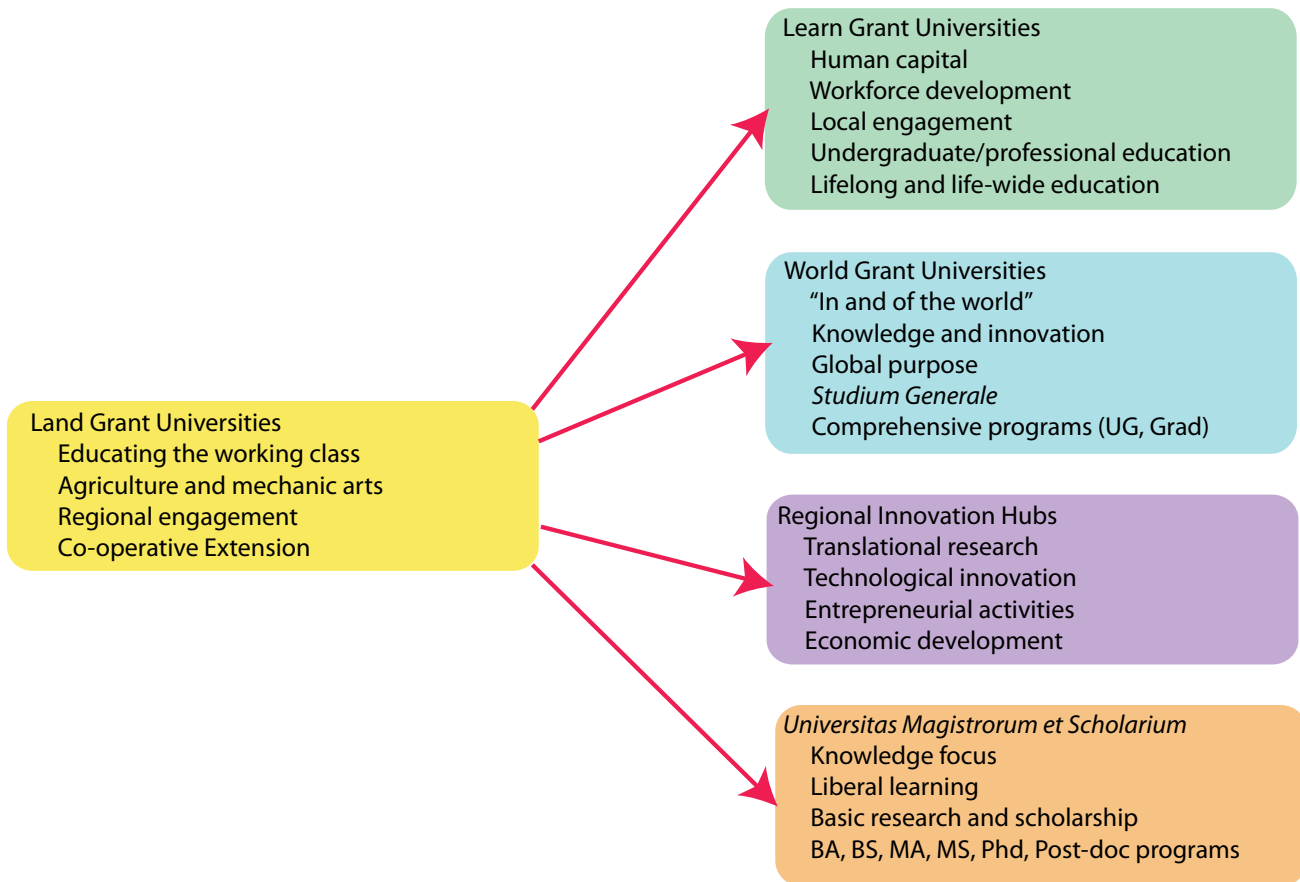 Land Grant Universities
Educating the working class
Agriculture and mechanic arts
Regional engagement
Co-operative Extension
Learn Grant Universities
Human capital
Workforce development
Local engagement
Undergraduate/professional education
Lifelong and life-wide education
World Grant Universities
“In and of the world”
Knowledge and innovation
Global purpose
Studium Generale
Comprehensive programs (UG, Grad)
Regional Innovation Hubs
Translational research
Technological innovation
Entrepreneurial activities
Economic development
Universitas Magistrorum et Scholarium
Knowledge focus
Liberal learning
Basic research and scholarship
BA, BS, MA, MS, Phd, Post-doc programs